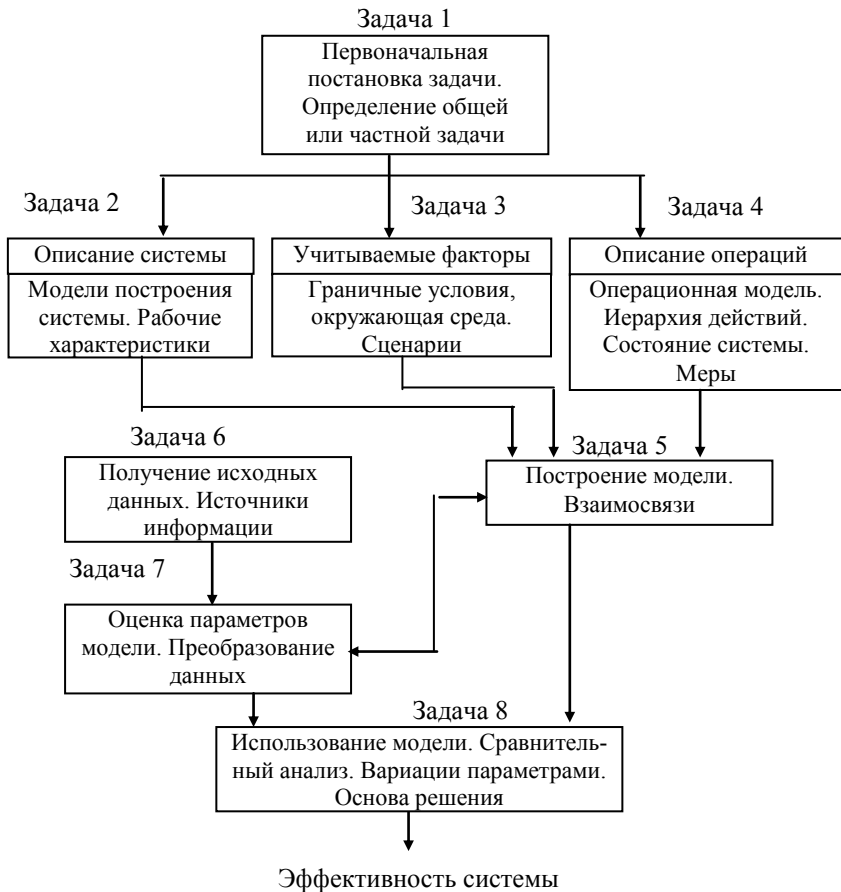 Задача 1
Первоначальная
постановка задачи.
Определение общей
или частной задачи
Задача 2
Задача 3
Задача 4
Описание системы
Модели построения
системы. Рабочие
характеристики
Учитываемые факторы
Граничные условия,
окружающая среда.
Сценарии
Описание операций
Операционная модель.
Иерархия действий.
Состояние системы.
Меры
Задача 6
Задача 5
Получение исходных
данных. Источники
информации
Построение модели.
Взаимосвязи
Задача 7
Оценка параметров
модели. Преобразование
данных
Задача 8
Использование модели. Сравнитель-
ный анализ. Вариации параметрами.
Основа решения
Эффективность системы